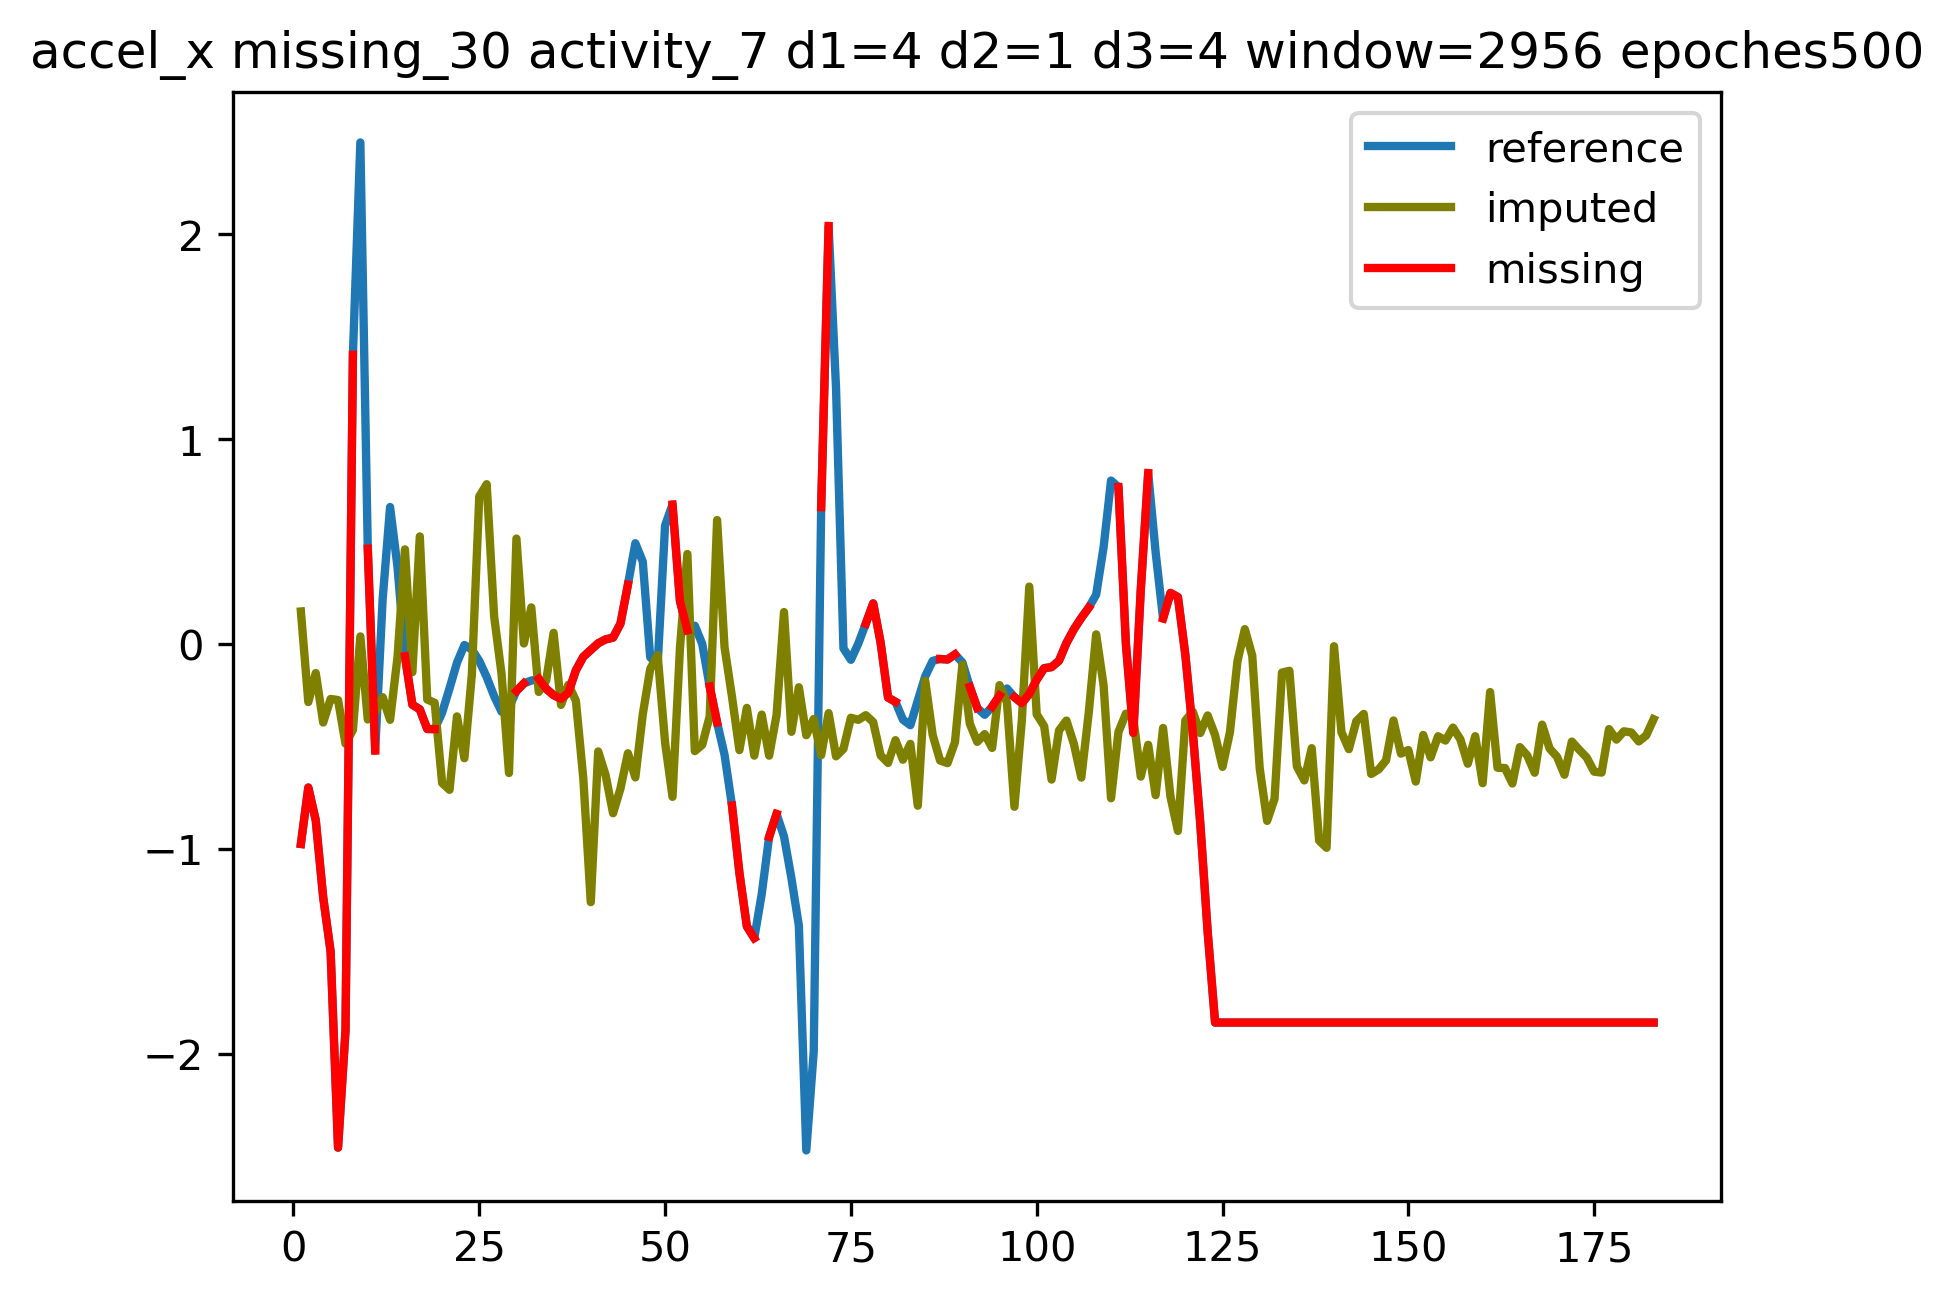 accel_x missing_30 activity_7 d1=4 d2=1 d3=4 window=2956 epoches500
reference
imputed
missing
2
1
0
−1
−2
0 25 50 75 100 125 150 175